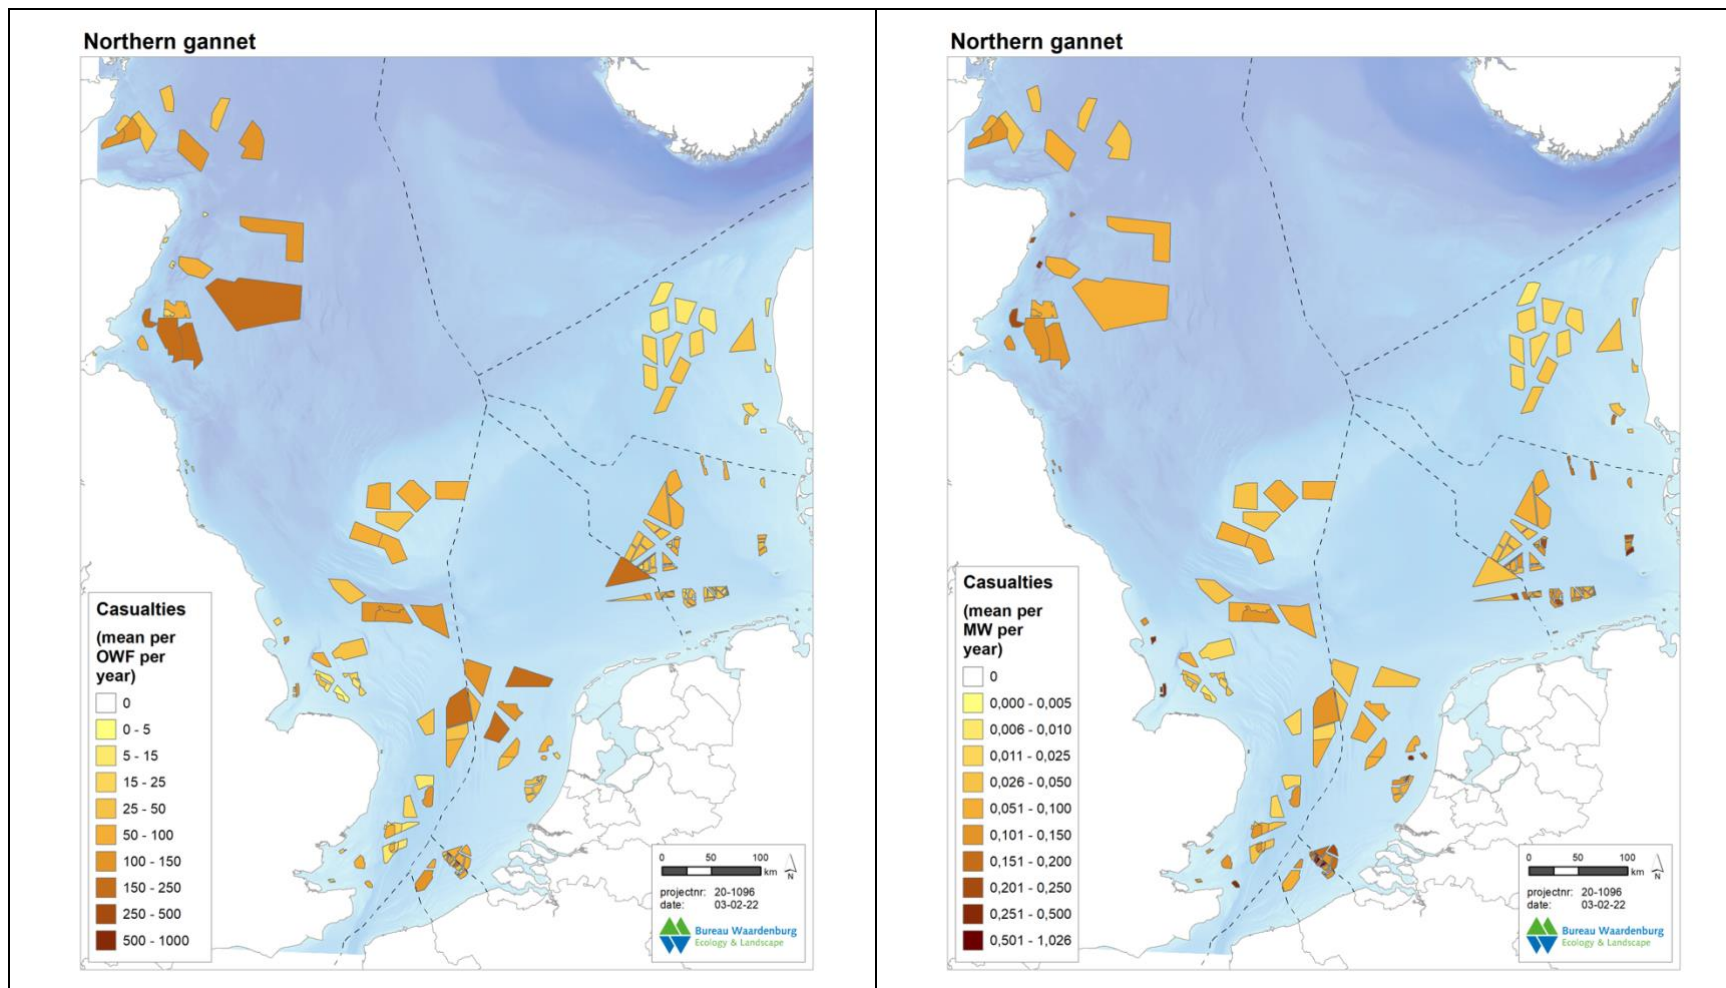 Northern gannet
Casualties
(mean per
OWF per
year)
0
0 - 5
5 - 15
15 - 25
25 - 50
50 - 100
100 - 150
150 - 250
250 - 500
500 - 1000
0 50 100
km
N
projectnr: 20-1096
date: 03-02-22
Bureau Waardenburg
Ecology & Landscape
Northern gannet
Casualties
(mean per
MW per
year)
0
0,000 - 0,005
0,006 - 0,010
0,011 - 0,025
0,026 - 0,050
0,051 - 0,100
0,101 - 0,150
0,151 - 0,200
0,201 - 0,250
0,251 - 0,500
0,501 - 1,026
0 50 100
km
N
projectnr: 20-1096
date: 03-02-22
Bureau Waardenburg
Ecology & Landscape